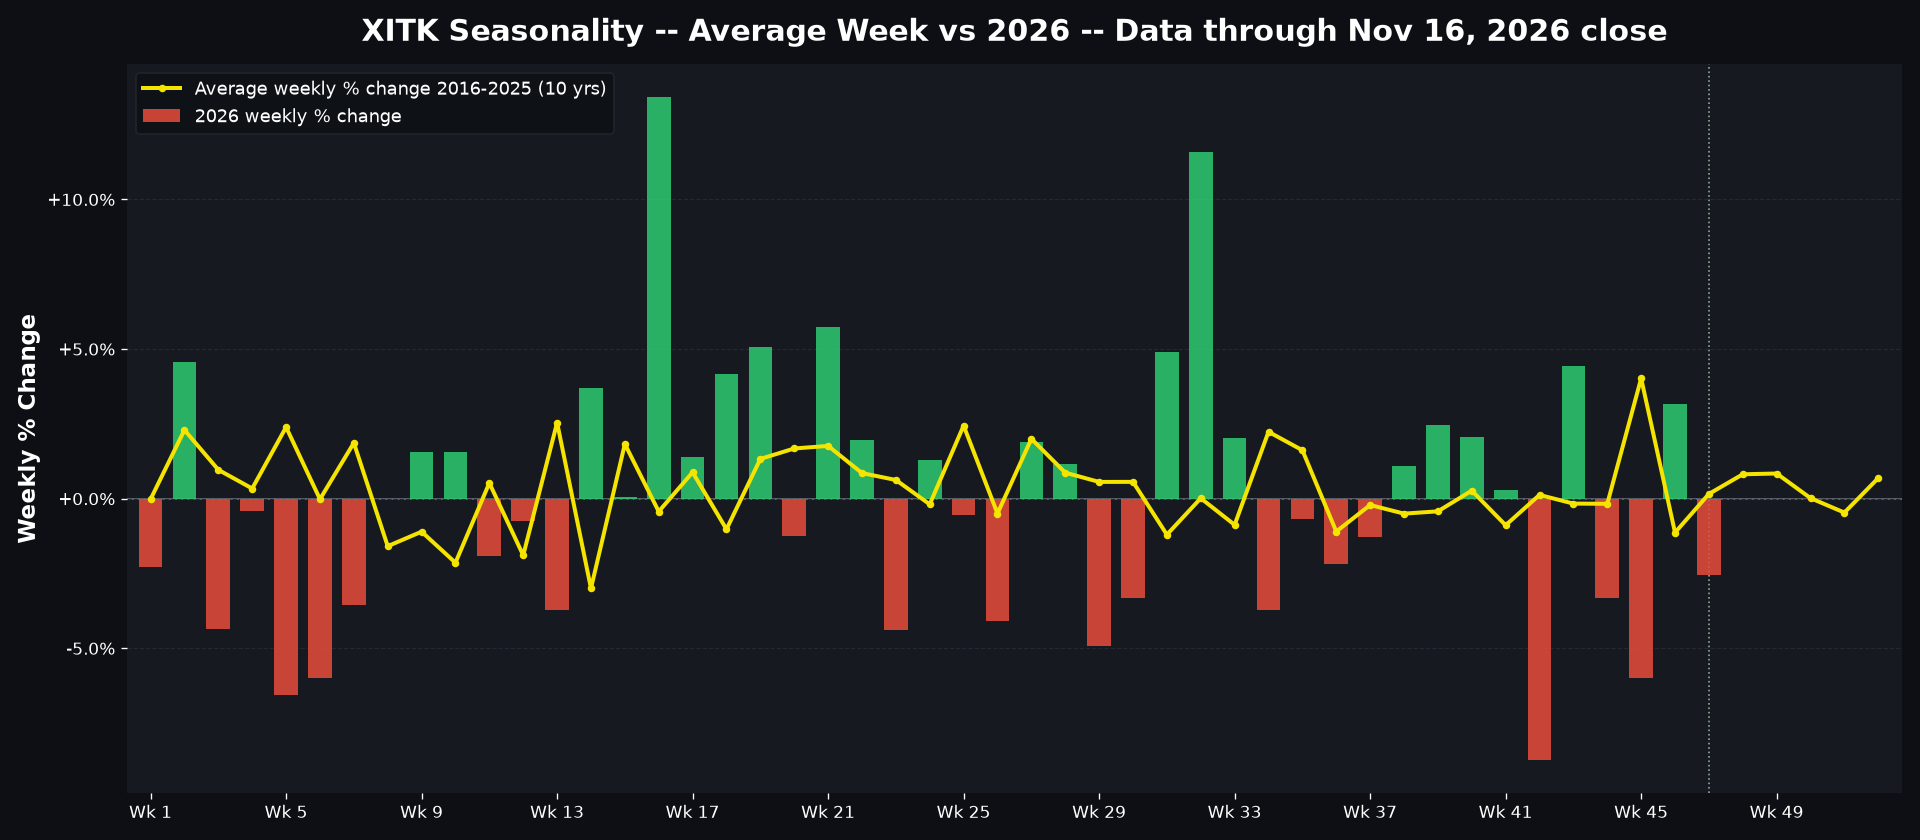 XITK Seasonality -- Average Week vs 2026 -- Data through Nov 16, 2026 close
Average weekly % change 2016-2025 (10 yrs)
2026 weekly % change
Weekly % Change
+10.0%
+5.0%
+0.0%
-5.0%
Wk 1 Wk 5 Wk 9 Wk 13 Wk 17 Wk 21 Wk 25 Wk 29 Wk 33 Wk 37 Wk 41 Wk 45 Wk 49